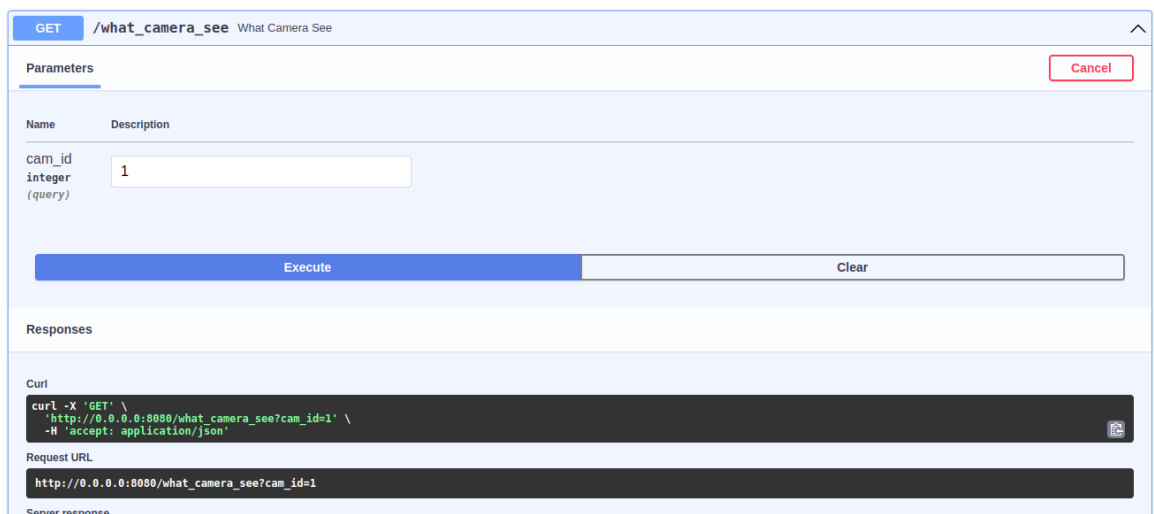 GET /what_camera_see What Camera See
Parameters
Cancel
Name Description
cam_id
integer
(query)
1
Execute
Clear
Responses
Curl
curl -X 'GET' \
'http://0.0.0.0:8080/what_camera_see?cam_id=1' \
-H 'accept: application/json'
Request URL
http://0.0.0.0:8080/what_camera_see?cam_id=1
Server response